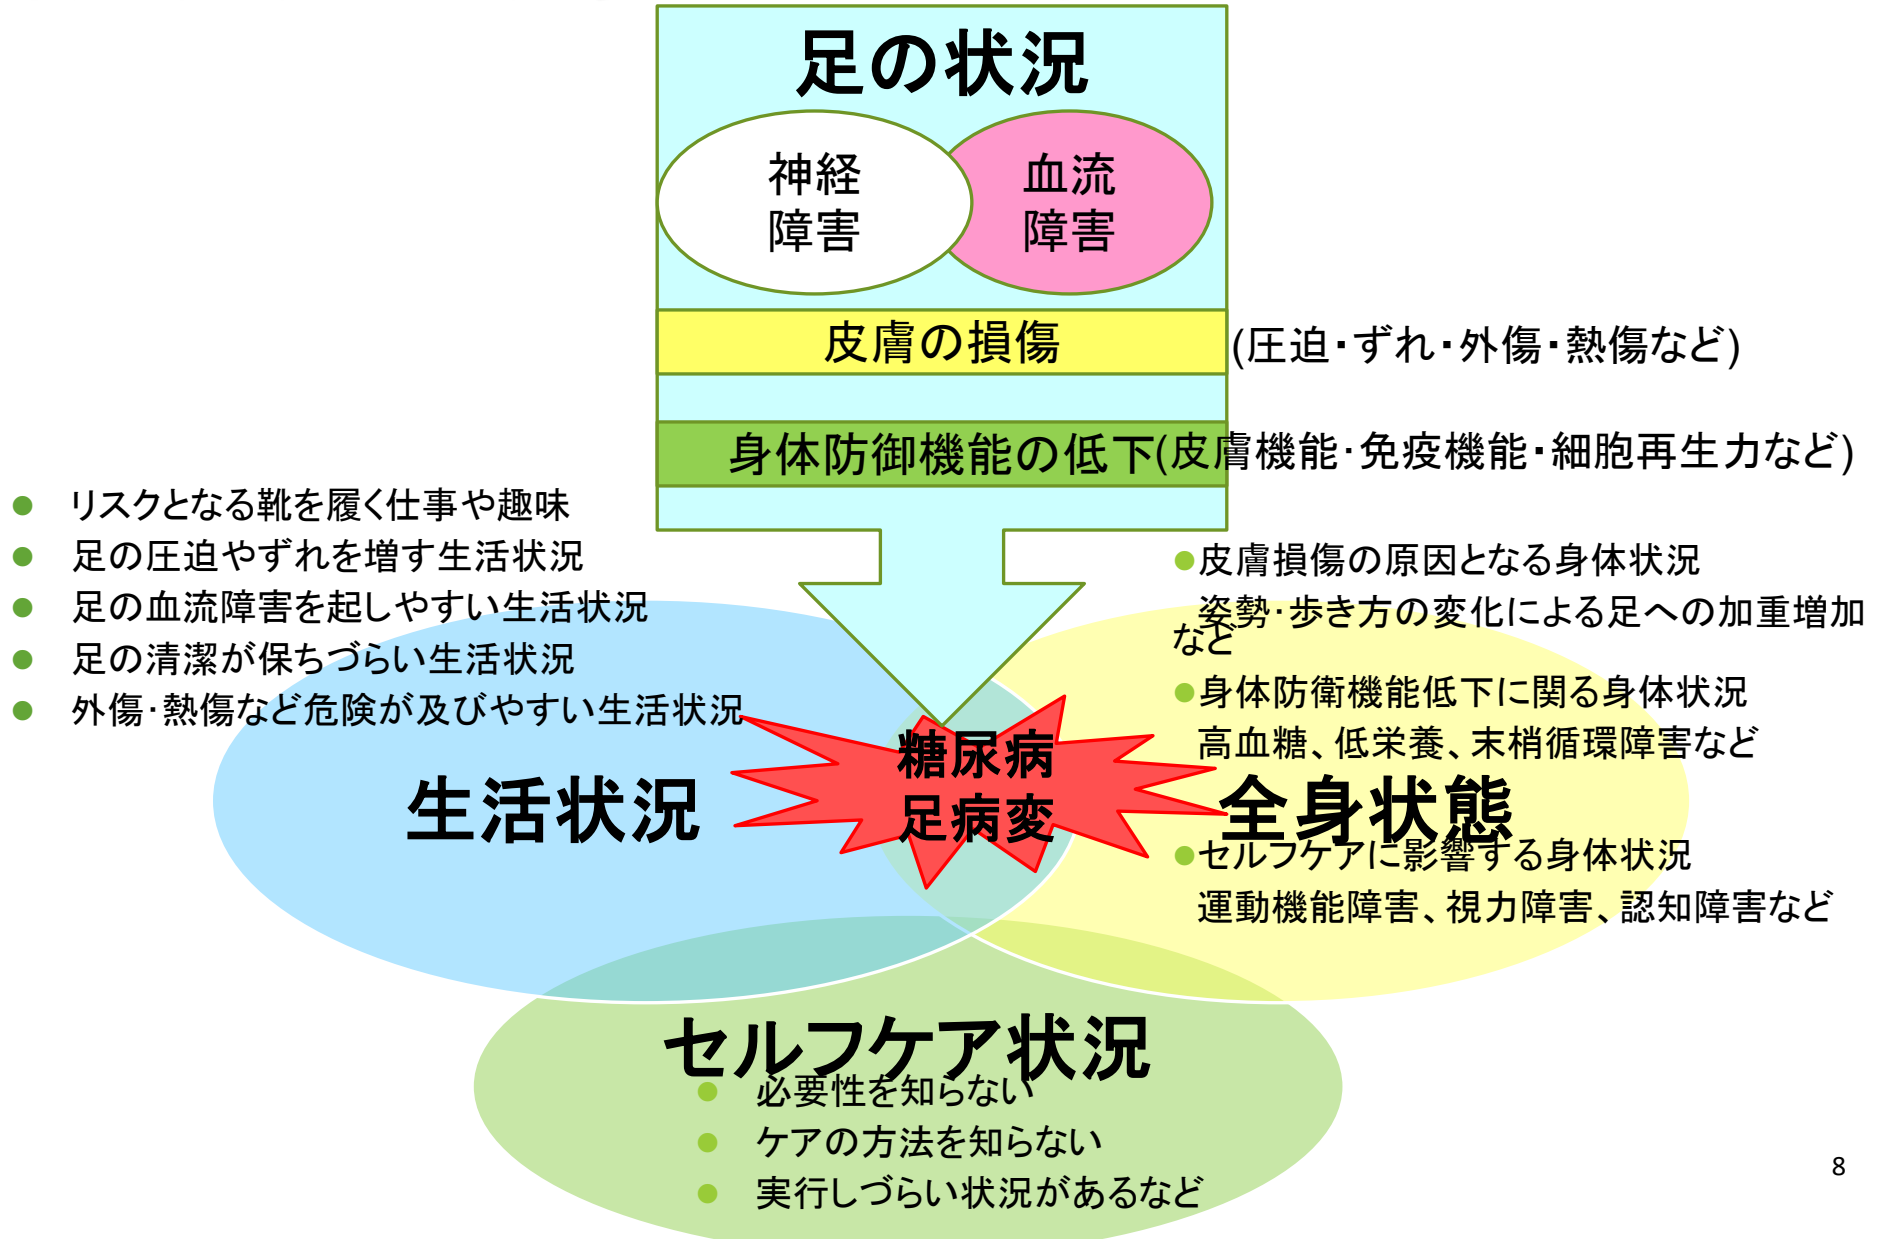 足の状況
神経
障害
血流
障害
皮膚の損傷
(圧迫・ずれ・外傷・熱傷など)
身体防御機能の低下(皮膚機能・免疫機能・細胞再生力など)
● リスクとなる靴を履く仕事や趣味
● 足の圧迫やずれを増す生活状況
● 足の血流障害を起しやすい生活状況
● 足の清潔が保ちづらい生活状況
● 外傷・熱傷など危険が及びやすい生活状況
生活状況
糖尿病
足病変
●皮膚損傷の原因となる身体状況
姿勢・歩き方の変化による足への加重増加
など
●身体防衛機能低下に関る身体状況
高血糖、低栄養、末梢循環障害など
全身状態
●セルフケアに影響する身体状況
運動機能障害、視力障害、認知障害など
セルフケア状況
● 必要性を知らない
● ケアの方法を知らない
● 実行しづらい状況があるなど
8